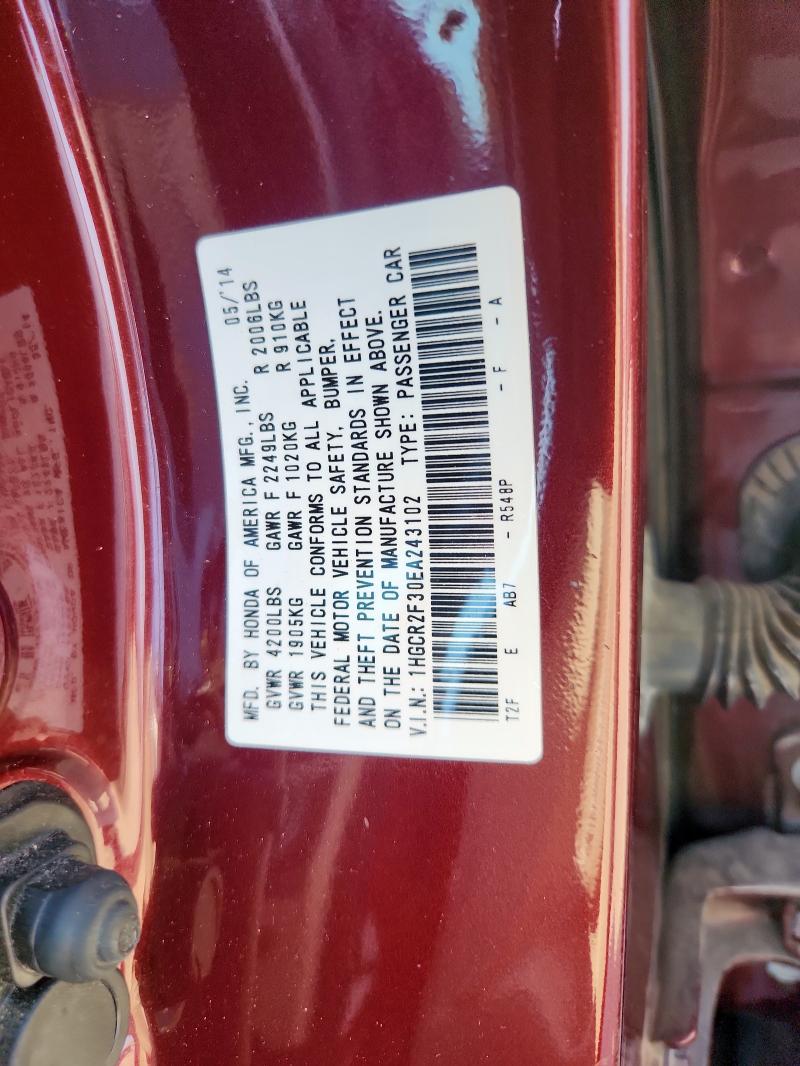 MFD. BY HONDA OF AMERICA MFG., INC. 05/'14
GVWR 4200LBS GAWR F 2249LBS R 2006LBS
GVWR 1905KG GAWR F 1020KG R 910KG
THIS VEHICLE CONFORMS TO ALL APPLICABLE
FEDERAL MOTOR VEHICLE SAFETY, BUMPER,
AND THEFT PREVENTION STANDARDS IN EFFECT
ON THE DATE OF MANUFACTURE SHOWN ABOVE.
V.I.N.: 1HGCR2F30EA243102 TYPE: PASSENGER CAR
T2F E AB7 - R548P - F - A